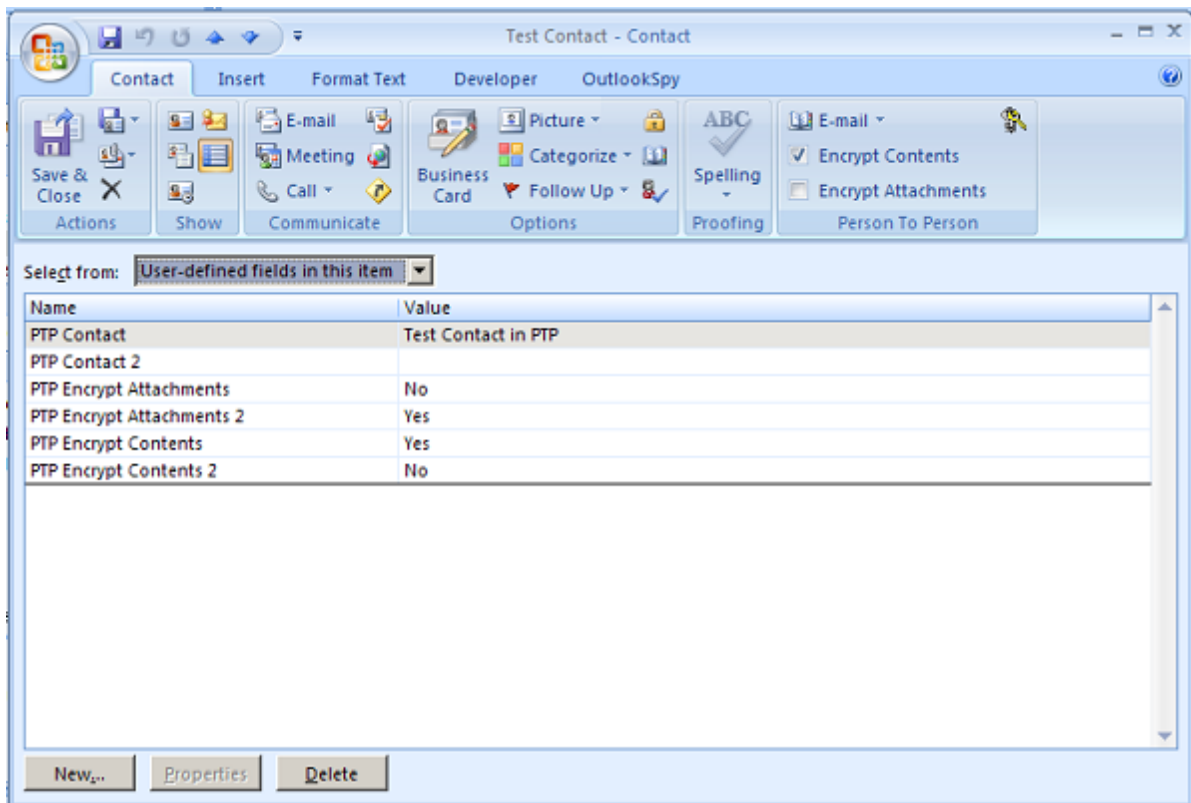 Test Contact - Contact
Contact Insert Format Text Developer OutlookSpy
Save & Close
Actions
Show
E-mail
Meeting
Call
Communicate
Business Card
Picture
Categorize
Follow Up
Options
ABC
Spelling
Proofing
E-mail
Encrypt Contents
Encrypt Attachments
Person To Person
Select from: User-defined fields in this item
Name Value
PTP Contact Test Contact in PTP
PTP Contact 2
PTP Encrypt Attachments No
PTP Encrypt Attachments 2 Yes
PTP Encrypt Contents Yes
PTP Encrypt Contents 2 No
New... Properties Delete